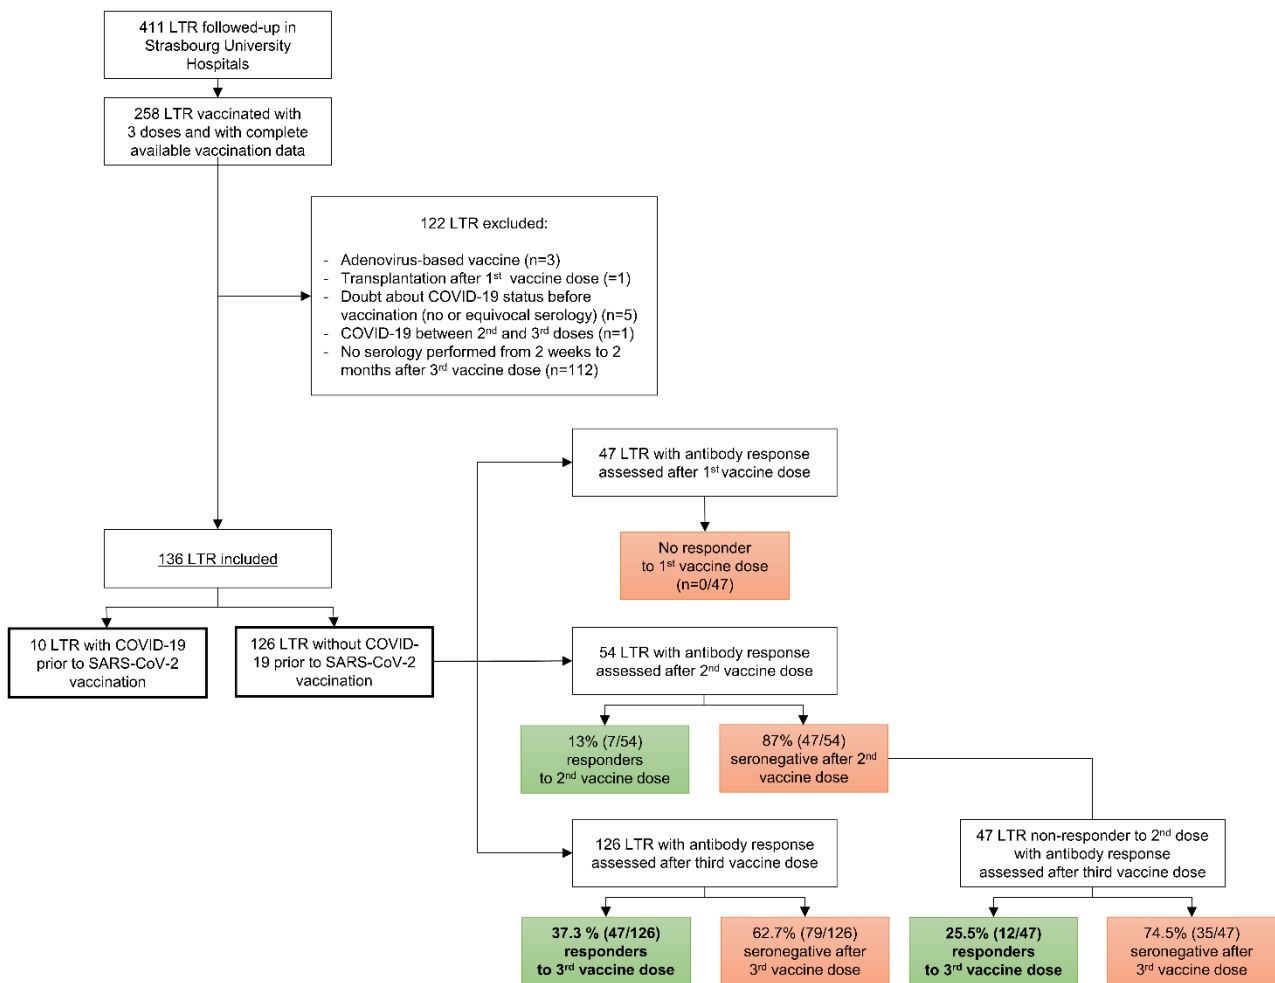 411 LTR followed-up in
Strasbourg University
Hospitals
258 LTR vaccinated with
3 doses and with complete
available vaccination data
122 LTR excluded:
- Adenovirus-based vaccine (n=3)
- Transplantation after 1st vaccine dose (=1)
- Doubt about COVID-19 status before
vaccination (no or equivocal serology) (n=5)
- COVID-19 between 2nd and 3rd doses (n=1)
- No serology performed from 2 weeks to 2
months after 3rd vaccine dose (n=112)
136 LTR included
10 LTR with COVID-19
prior to SARS-CoV-2
vaccination
126 LTR without COVID-
19 prior to SARS-CoV-2
vaccination
47 LTR with antibody response
assessed after 1st vaccine dose
No responder
to 1st vaccine dose
(n=0/47)
54 LTR with antibody response
assessed after 2nd vaccine dose
13% (7/54)
responders
to 2nd vaccine dose
87% (47/54)
seronegative after 2nd
vaccine dose
126 LTR with antibody response
assessed after third vaccine dose
47 LTR non-responder to 2nd dose
with antibody response
assessed after third vaccine dose
37.3 % (47/126)
responders
to 3rd vaccine dose
62.7% (79/126)
seronegative after
3rd vaccine dose
25.5% (12/47)
responders
to 3rd vaccine dose
74.5% (35/47)
seronegative after
3rd vaccine dose